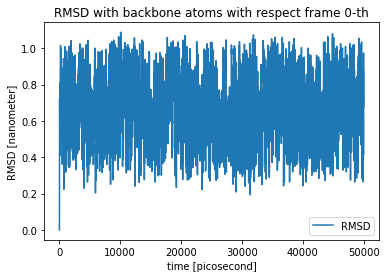 RMSD with backbone atoms with respect frame 0-th
1.0
0.8
0.6
0.4
0.2
0.0
RMSD [nanometer]
0 10000 20000 30000 40000 50000
time [picosecond]
RMSD